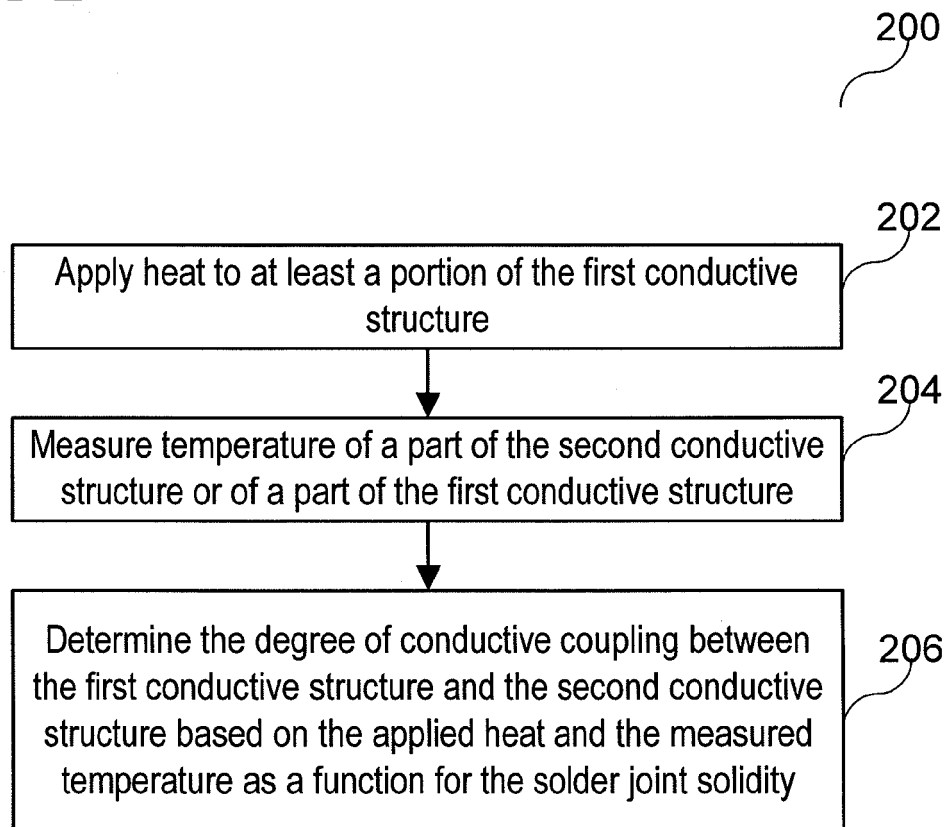 200
202
Apply heat to at least a portion of the first conductive
structure
204
Measure temperature of a part of the second conductive
structure or of a part of the first conductive structure
206
Determine the degree of conductive coupling between
the first conductive structure and the second conductive
structure based on the applied heat and the measured
temperature as a function for the solder joint solidity